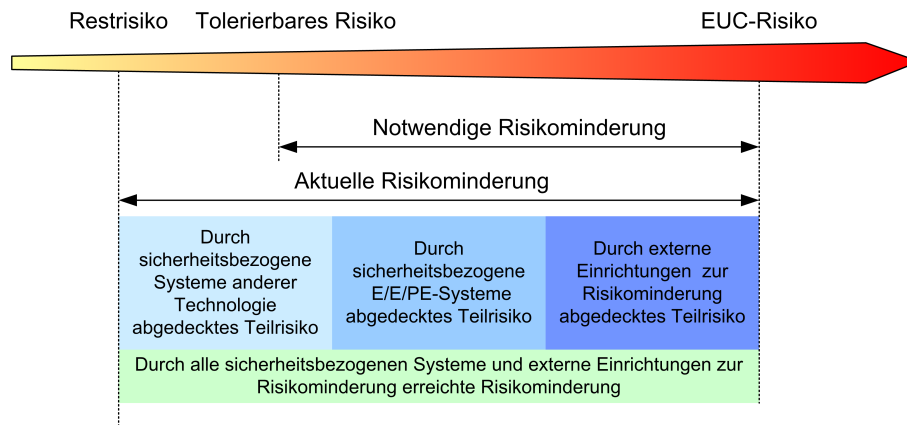 Restrisiko
Tolerierbares Risiko
EUC-Risiko
Notwendige Risikominderung
Aktuelle Risikominderung
Durch
sicherheitsbezogene
Systeme anderer
Technologie
abgedecktes Teilrisiko
Durch
sicherheitsbezogene
E/E/PE-Systeme
abgedecktes Teilrisiko
Durch externe
Einrichtungen zur
Risikominderung
abgedecktes Teilrisiko
Durch alle sicherheitsbezogenen Systeme und externe Einrichtungen zur
Risikominderung erreichte Risikominderung